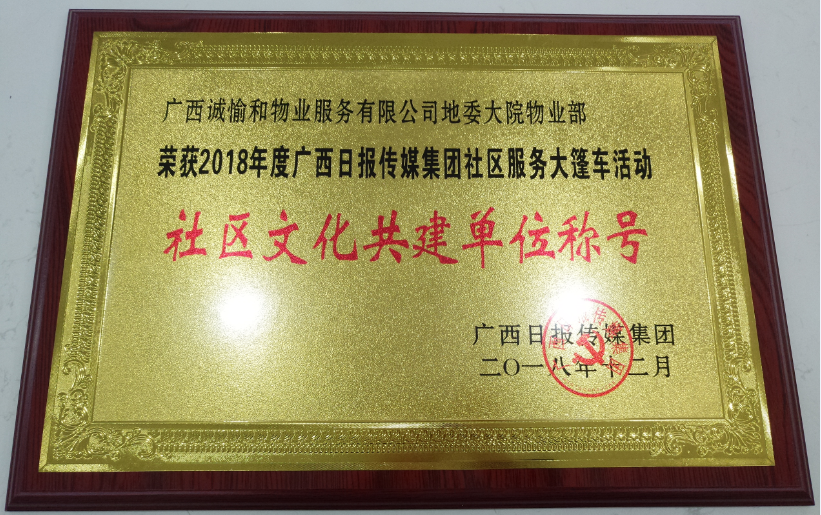 广西诚愉和物业服务有限公司地委大院物业部
荣获2018年度广西日报传媒集团社区服务大篷车活动
社区文化共建单位称号
广西日报传媒集团
二〇一八年十二月